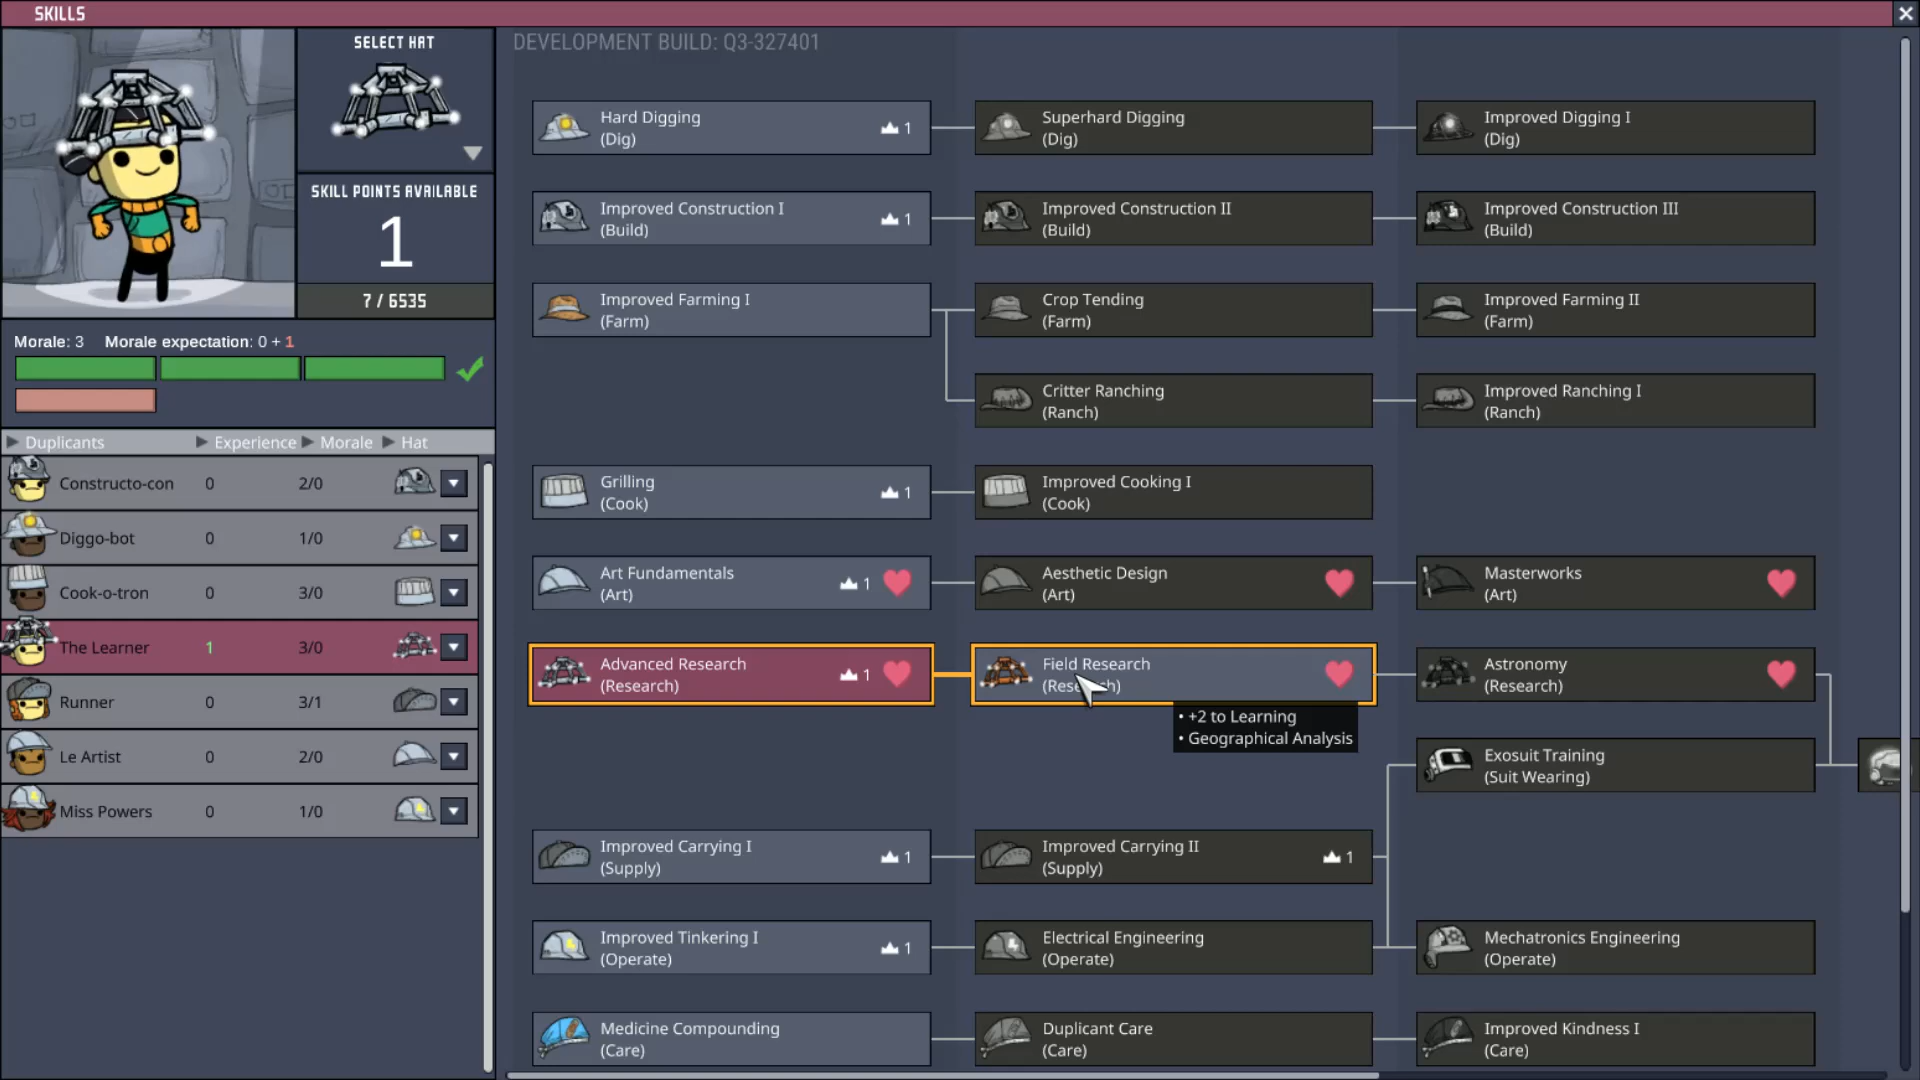 SKILLS
SELECT HAT
SKILL POINTS AVAILABLE
1
7 / 6535
Morale: 3 Morale expectation: 0 + 1
Duplicants Experience Morale Hat
Constructo-con 0 2/0
Diggo-bot 0 1/0
Cook-o-tron 0 3/0
The Learner 1 3/0
Runner 0 3/1
Le Artist 0 2/0
Miss Powers 0 1/0
DEVELOPMENT BUILD: Q3-327401
Hard Digging
(Dig)
1
Superhard Digging
(Dig)
Improved Digging I
(Dig)
Improved Construction I
(Build)
1
Improved Construction II
(Build)
Improved Construction III
(Build)
Improved Farming I
(Farm)
Crop Tending
(Farm)
Improved Farming II
(Farm)
Critter Ranching
(Ranch)
Improved Ranching I
(Ranch)
Grilling
(Cook)
1
Improved Cooking I
(Cook)
Art Fundamentals
(Art)
1
Aesthetic Design
(Art)
Masterworks
(Art)
Advanced Research
(Research)
1
Field Research
(Research)
• +2 to Learning
• Geographical Analysis
Astronomy
(Research)
Exosuit Training
(Suit Wearing)
Improved Carrying I
(Supply)
1
Improved Carrying II
(Supply)
1
Improved Tinkering I
(Operate)
1
Electrical Engineering
(Operate)
Mechatronics Engineering
(Operate)
Medicine Compounding
(Care)
Duplicant Care
(Care)
Improved Kindness I
(Care)